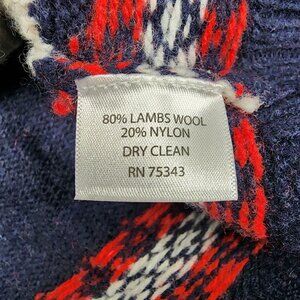 80% LAMBS WOOL
20% NYLON
DRY CLEAN
RN 75343